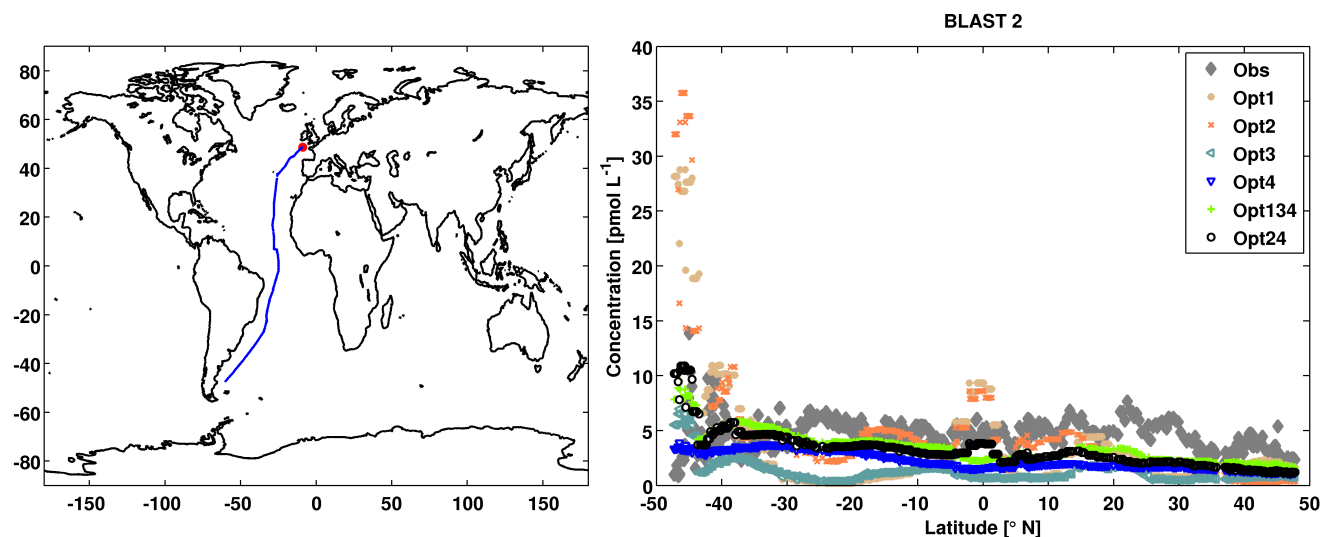 BLAST 2
80
60
40
20
0
-20
-40
-60
-80
-150 -100 -50 0 50 100 150
Concentration [pmol L-1]
40
35
30
25
20
15
10
5
0
-50 -40 -30 -20 -10 0 10 20 30 40 50
Latitude [° N]
Obs
Opt1
Opt2
Opt3
Opt4
Opt134
Opt24